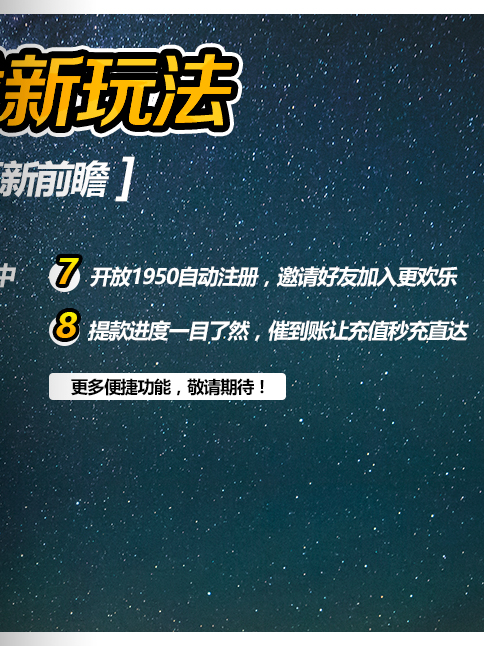 新玩法
新前瞻 ]
中
7 开放1950自动注册，邀请好友加入更欢乐
8 提款进度一目了然，催到账让充值秒充直达
更多便捷功能，敬请期待！